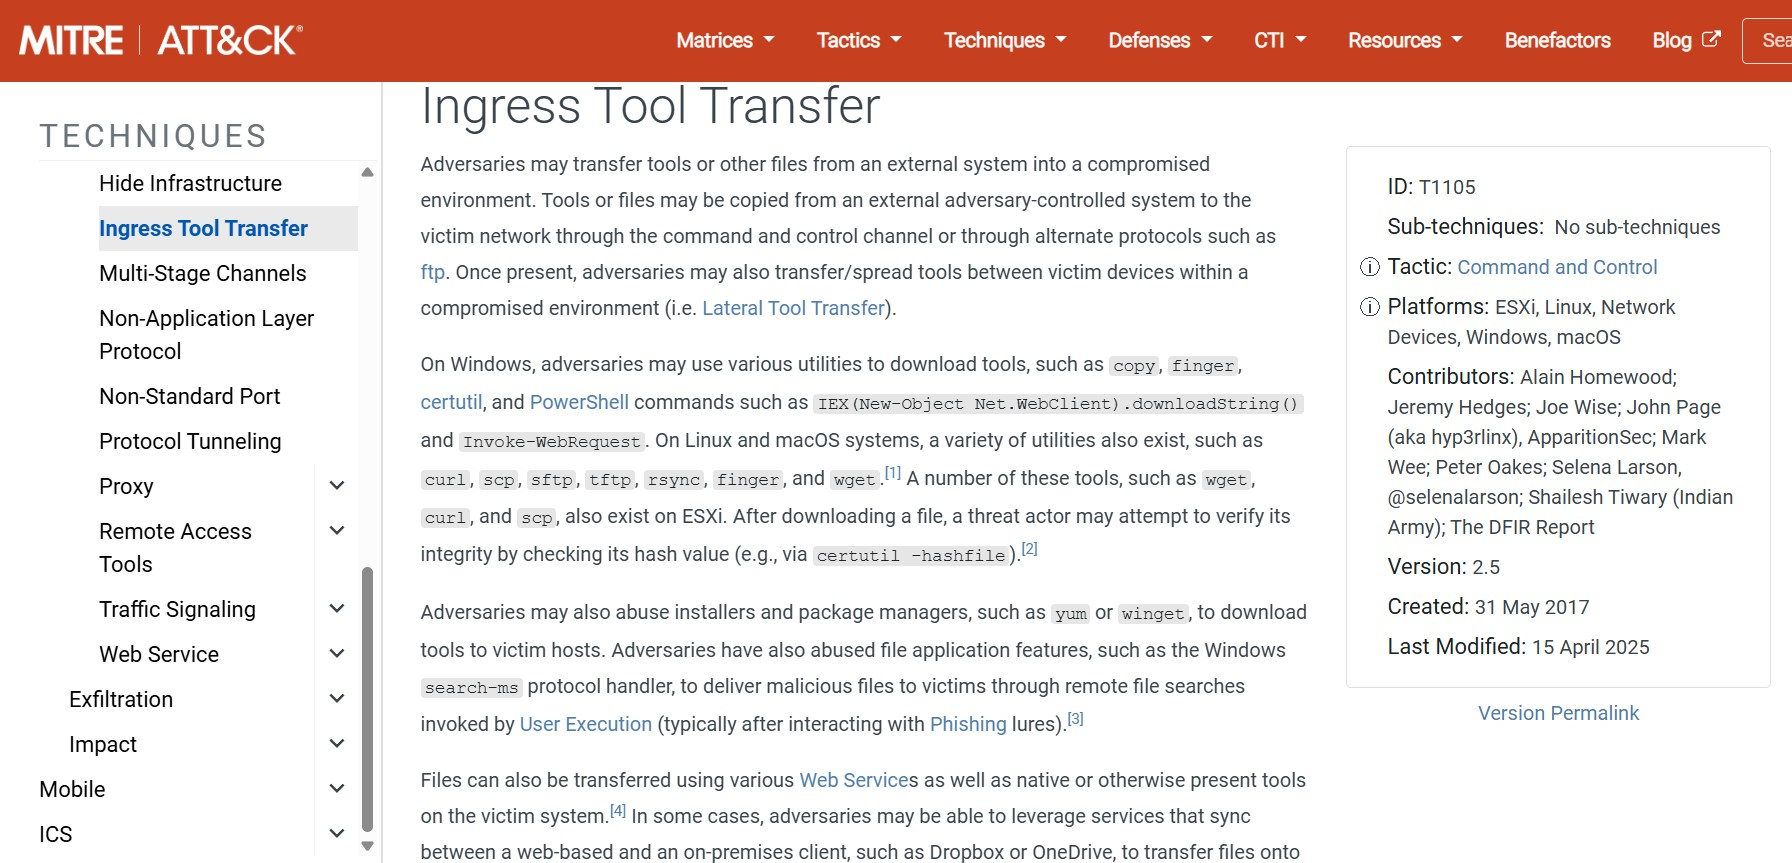 MITRE | ATT&CK®
Matrices
Tactics
Techniques
Defenses
CTI
Resources
Benefactors
Blog
TECHNIQUES
Hide Infrastructure
Ingress Tool Transfer
Multi-Stage Channels
Non-Application Layer
Protocol
Non-Standard Port
Protocol Tunneling
Proxy
Remote Access
Tools
Traffic Signaling
Web Service
Exfiltration
Impact
Mobile
ICS
Ingress Tool Transfer
Adversaries may transfer tools or other files from an external system into a compromised
environment. Tools or files may be copied from an external adversary-controlled system to the
victim network through the command and control channel or through alternate protocols such as
ftp. Once present, adversaries may also transfer/spread tools between victim devices within a
compromised environment (i.e. Lateral Tool Transfer).
On Windows, adversaries may use various utilities to download tools, such as copy, finger,
certutil, and PowerShell commands such as IEX(New-Object Net.WebClient).downloadString()
and Invoke-WebRequest. On Linux and macOS systems, a variety of utilities also exist, such as
curl, scp, sftp, tftp, rsync, finger, and wget.[1] A number of these tools, such as wget,
curl, and scp, also exist on ESXi. After downloading a file, a threat actor may attempt to verify its
integrity by checking its hash value (e.g., via certutil -hashfile).[2]
Adversaries may also abuse installers and package managers, such as yum or winget, to download
tools to victim hosts. Adversaries have also abused file application features, such as the Windows
search-ms protocol handler, to deliver malicious files to victims through remote file searches
invoked by User Execution (typically after interacting with Phishing lures).[3]
Files can also be transferred using various Web Services as well as native or otherwise present tools
on the victim system.[4] In some cases, adversaries may be able to leverage services that sync
between a web-based and an on-premises client, such as Dropbox or OneDrive, to transfer files onto
ID: T1105
Sub-techniques: No sub-techniques
Tactic: Command and Control
Platforms: ESXi, Linux, Network
Devices, Windows, macOS
Contributors: Alain Homewood;
Jeremy Hedges; Joe Wise; John Page
(aka hyp3rlinx), ApparitionSec; Mark
Wee; Peter Oakes; Selena Larson,
@selenalarson; Shailesh Tiwary (Indian
Army); The DFIR Report
Version: 2.5
Created: 31 May 2017
Last Modified: 15 April 2025
Version Permalink